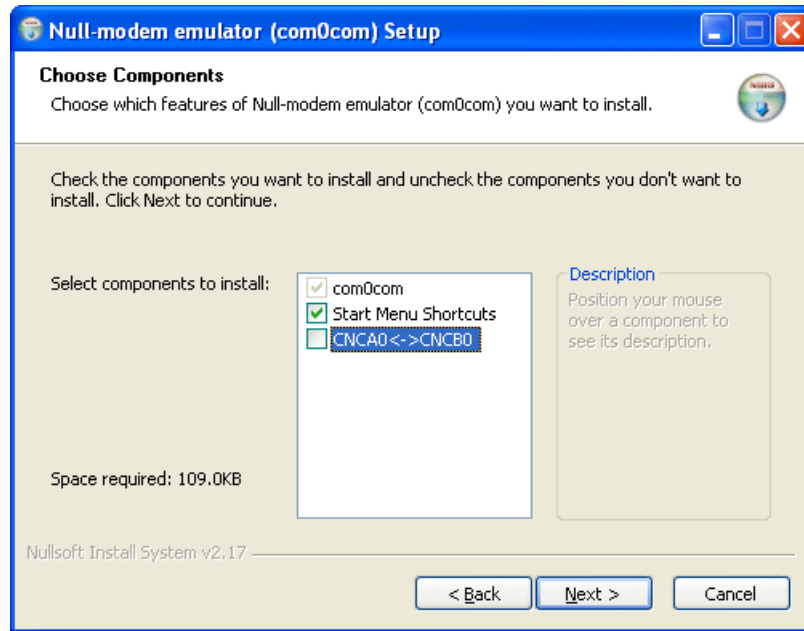 Null-modem emulator (com0com) Setup
Choose Components
Choose which features of Null-modem emulator (com0com) you want to install.
Check the components you want to install and uncheck the components you don't want to
install. Click Next to continue.
Select components to install:
com0com
Start Menu Shortcuts
CNCA0<->CNCB0
Description
Position your mouse
over a component to
see its description.
Space required: 109.0KB
Nullsoft Install System v2.17
< Back
Next >
Cancel